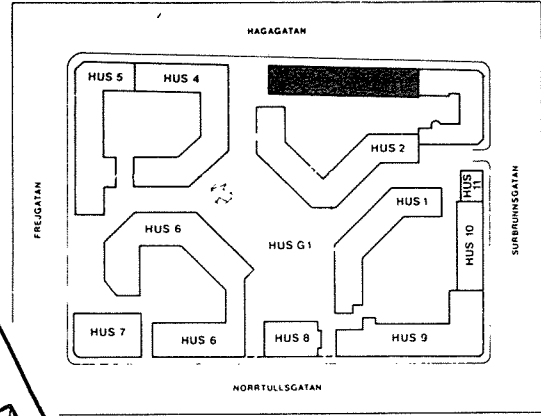 HAGAGATAN
HUS 5
HUS 4
HUS 2
HUS 11
HUS 1
FREJGATAN
SURBRUNNSGATAN
HUS 6
HUS G1
HUS 10
HUS 7
HUS 6
HUS 8
HUS 9
NORRTULLSGATAN